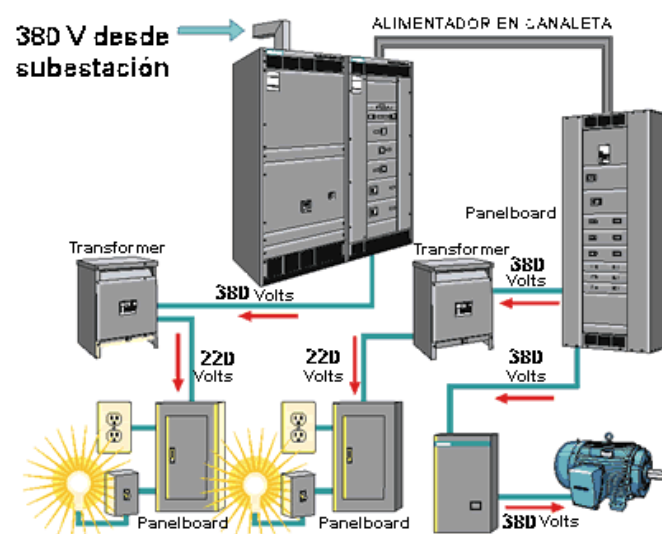 380 V desde
subestación
ALIMENTADOR EN CANALETA
Panelboard
Transformer
Transformer
380
Volts
380 Volts
220
Volts
220
Volts
380
Volts
Panelboard
Panelboard
380 Volts